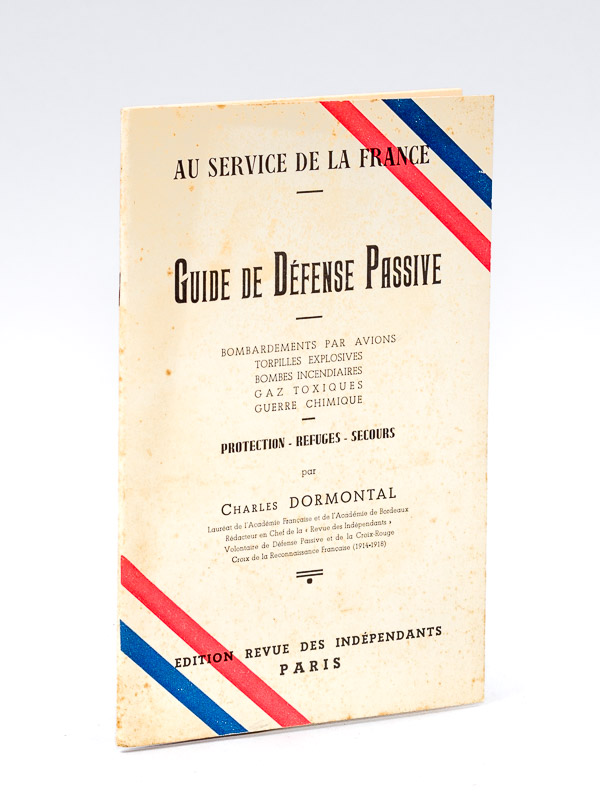 AU SERVICE DE LA FRANCE
GUIDE DE DÉFENSE PASSIVE
BOMBARDEMENTS PAR AVIONS
TORPILLES EXPLOSIVES
BOMBES INCENDIAIRES
GAZ TOXIQUES
GUERRE CHIMIQUE
PROTECTION - REFUGES - SECOURS
par
CHARLES DORMONTAL
Lauréat de l'Académie Française et de l'Académie de Bordeaux
Rédacteur en Chef de la « Revue des Indépendants »
Volontaire de Défense Passive et de la Croix-Rouge
Croix de la Reconnaissance Française (1914-1918)
EDITION REVUE DES INDÉPENDANTS
PARIS